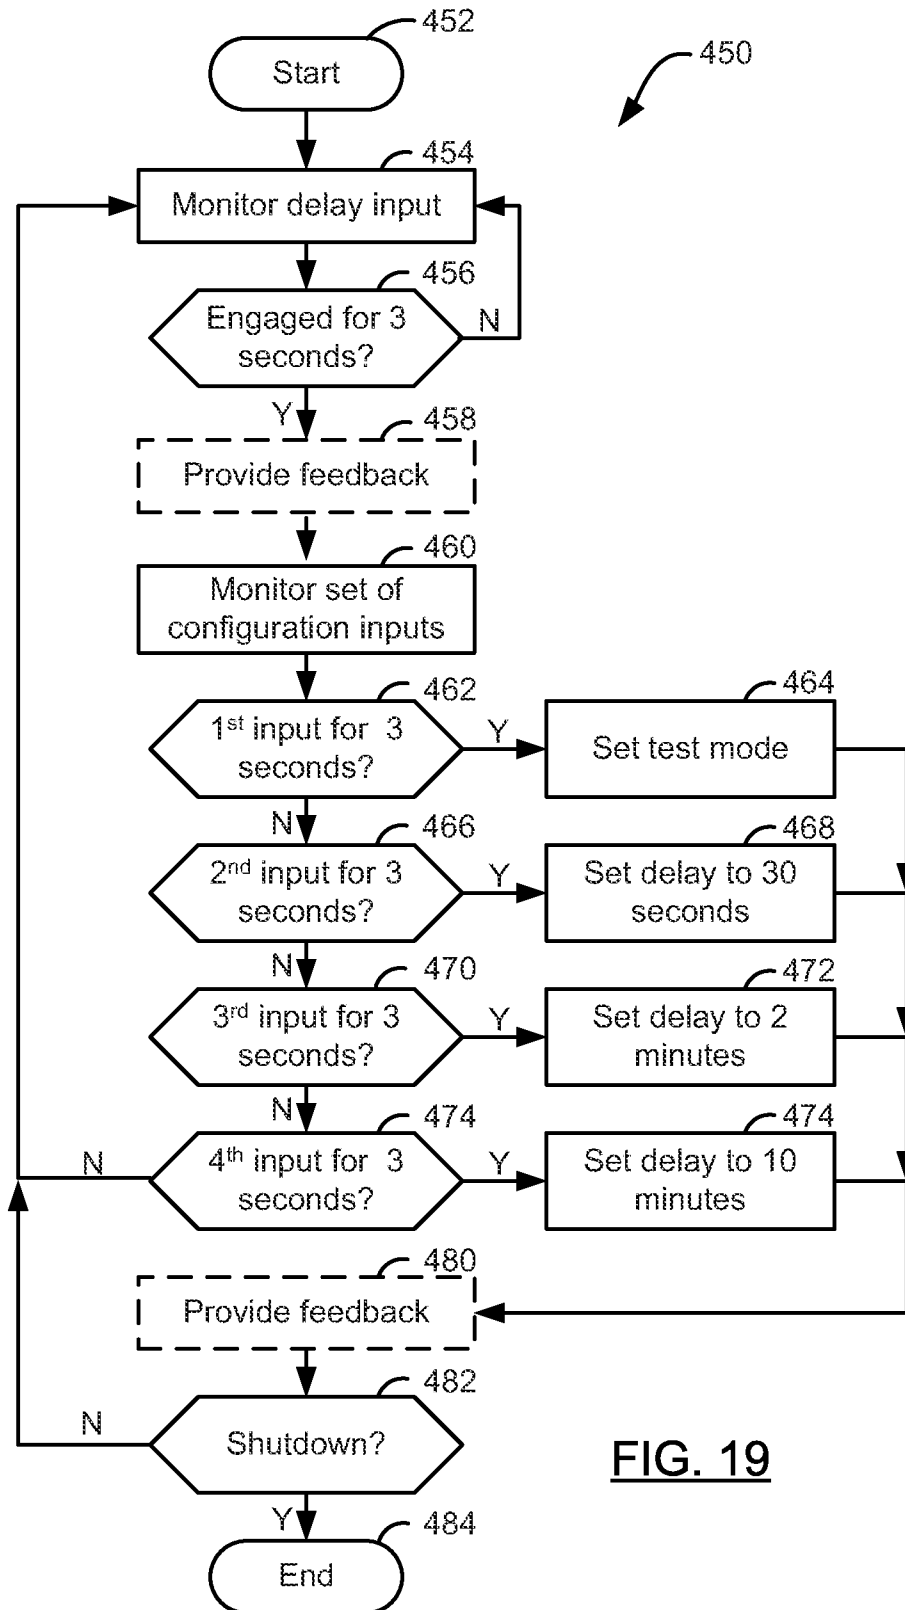 452
Start
450
454
Monitor delay input
456
Engaged for 3
seconds?
N
Y
458
Provide feedback
460
Monitor set of
configuration inputs
462
1st input for 3
seconds?
Y
464
Set test mode
N
466
2nd input for 3
seconds?
Y
468
Set delay to 30
seconds
N
470
3rd input for 3
seconds?
Y
472
Set delay to 2
minutes
N
474
4th input for 3
seconds?
N
Y
474
Set delay to 10
minutes
480
Provide feedback
482
Shutdown?
N
Y
484
End
FIG. 19